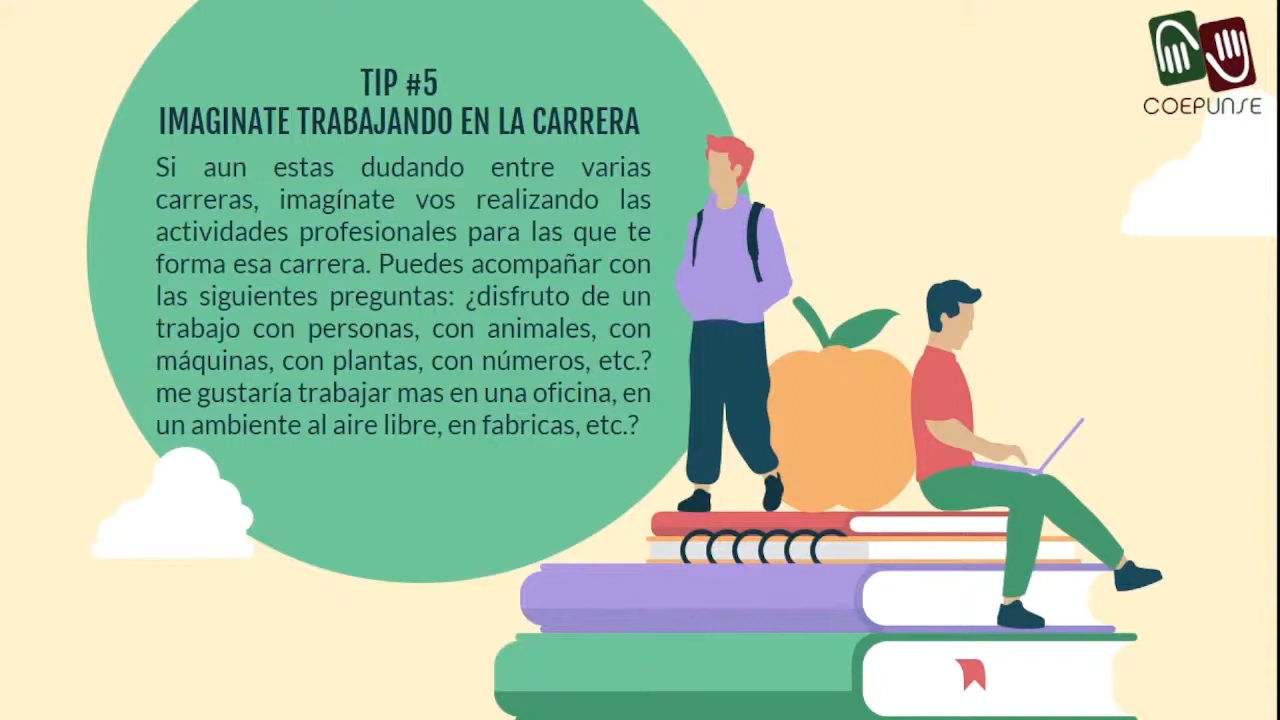 COEPUNSE
TIP #5
IMAGINATE TRABAJANDO EN LA CARRERA
Si aun estas dudando entre varias
carreras, imagínate vos realizando las
actividades profesionales para las que te
forma esa carrera. Puedes acompañar con
las siguientes preguntas: ¿disfruto de un
trabajo con personas, con animales, con
máquinas, con plantas, con números, etc.?
me gustaría trabajar mas en una oficina, en
un ambiente al aire libre, en fabricas, etc.?